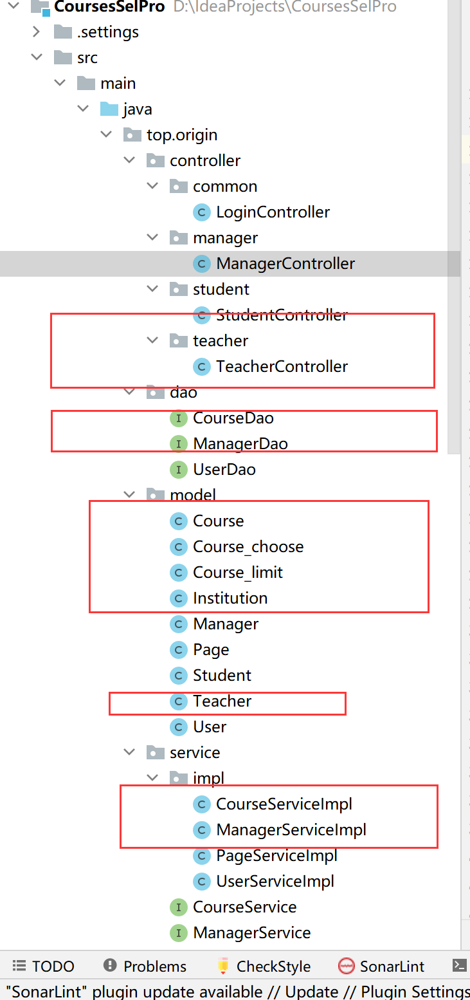 CoursesSelPro D:\IdeaProjects\CoursesSelPro
.settings
src
main
java
top.origin
controller
common
LoginController
manager
ManagerController
student
StudentController
teacher
TeacherController
dao
CourseDao
ManagerDao
UserDao
model
Course
Course_choose
Course_limit
Institution
Manager
Page
Student
Teacher
User
service
impl
CourseServiceImpl
ManagerServiceImpl
PageServiceImpl
UserServiceImpl
CourseService
ManagerService
TODO Problems CheckStyle SonarLint
"SonarLint" plugin update available // Update // Plugin Settings